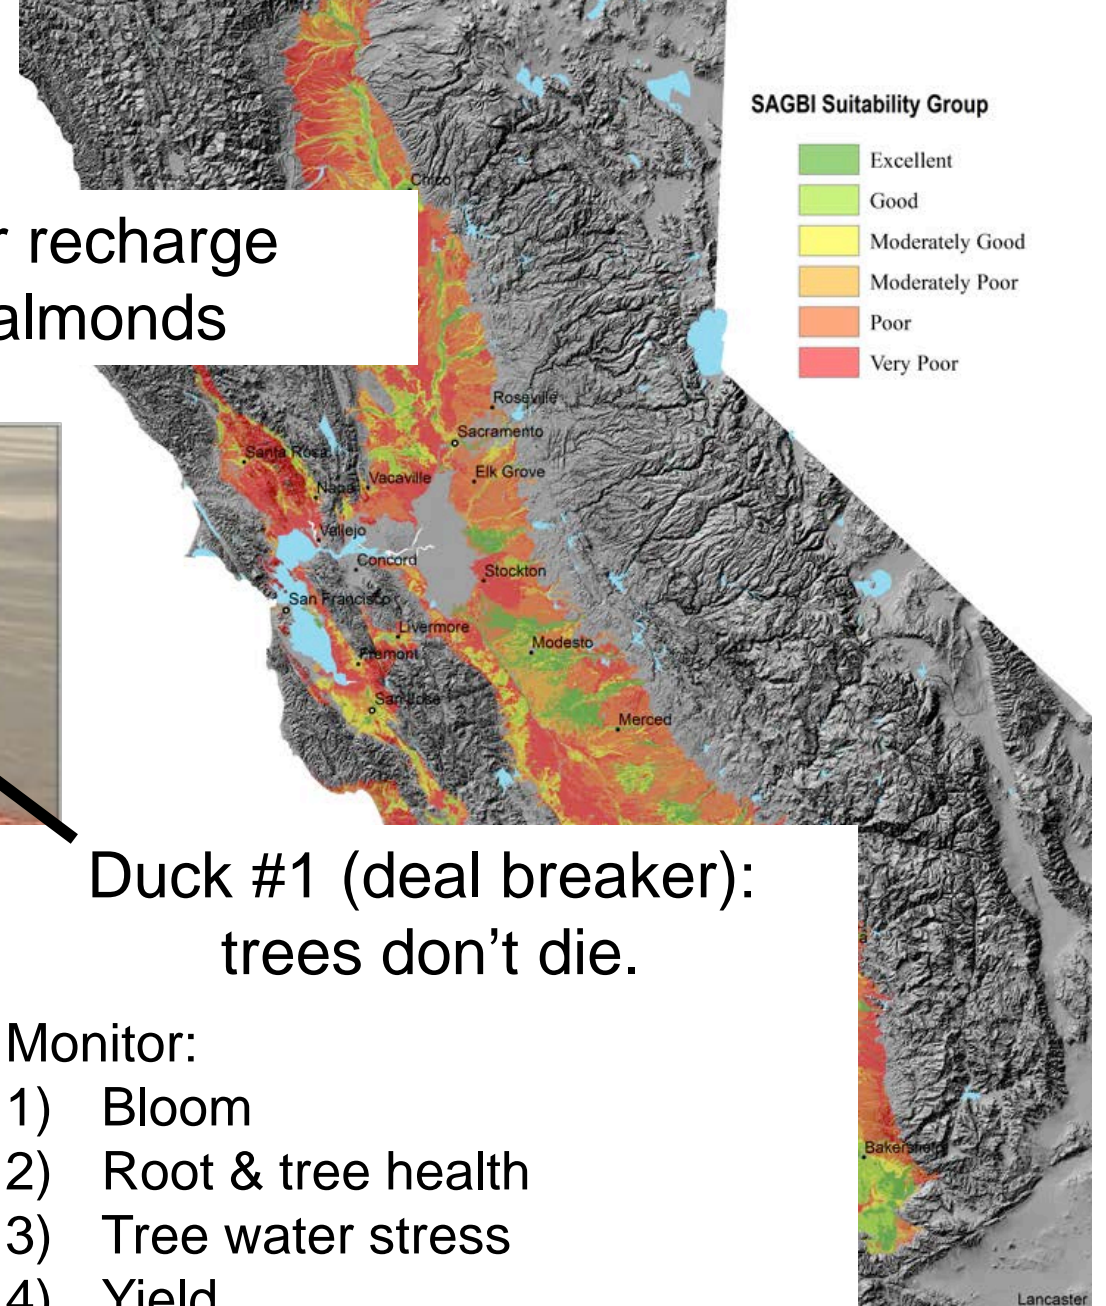 SAGBI Suitability Group
Excellent
Good
Moderately Good
Moderately Poor
Poor
Very Poor
Chico
r recharge
almonds
Roseville
Sacramento
Santa Rosa
Elk Grove
Napa
Vacaville
Vallejo
Concord
Stockton
San Francisco
Livermore
Modesto
Fremont
San Jose
Merced
Duck #1 (deal breaker):
trees don’t die.
a
Monitor:
1) Bloom
2) Root & tree health
3) Tree water stress
4) Yield
Bakersfield
Lancaster